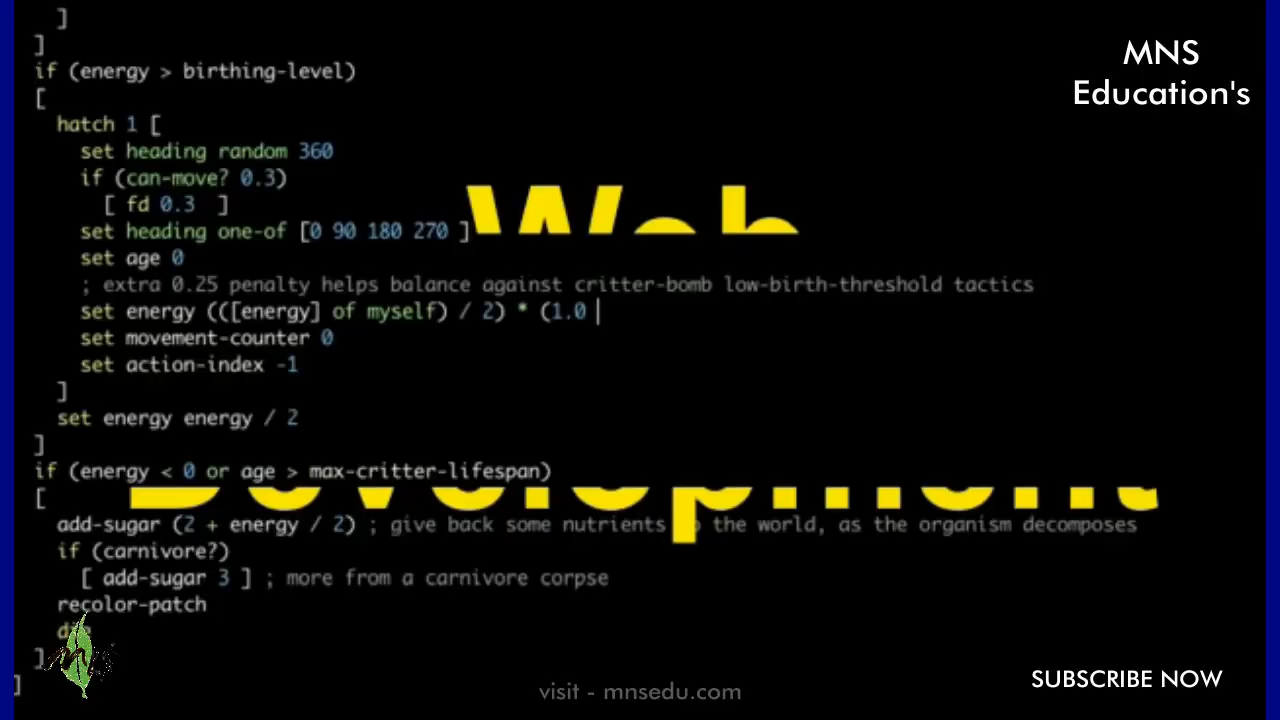 ]
]
if (energy > birthing-level)
[
hatch 1 [
set heading random 360
if (can-move? 0.3)
[ fd 0.3 ]
set heading one-of [0 90 180 270 ]
set age 0
; extra 0.25 penalty helps balance against critter-bomb low-birth-threshold tactics
set energy (([energy] of myself) / 2) * (1.0
set movement-counter 0
set action-index -1
]
set energy energy / 2
]
if (energy < 0 or age > max-critter-lifespan)
[
add-sugar (2 + energy / 2) ; give back some nutrients the world, as the organism decomposes
if (carnivore?)
[ add-sugar 3 ] ; more from a carnivore corpse
recolor-patch
die
]
]
MNS
Education's
Web
Development
visit - mnsedu.com
SUBSCRIBE NOW